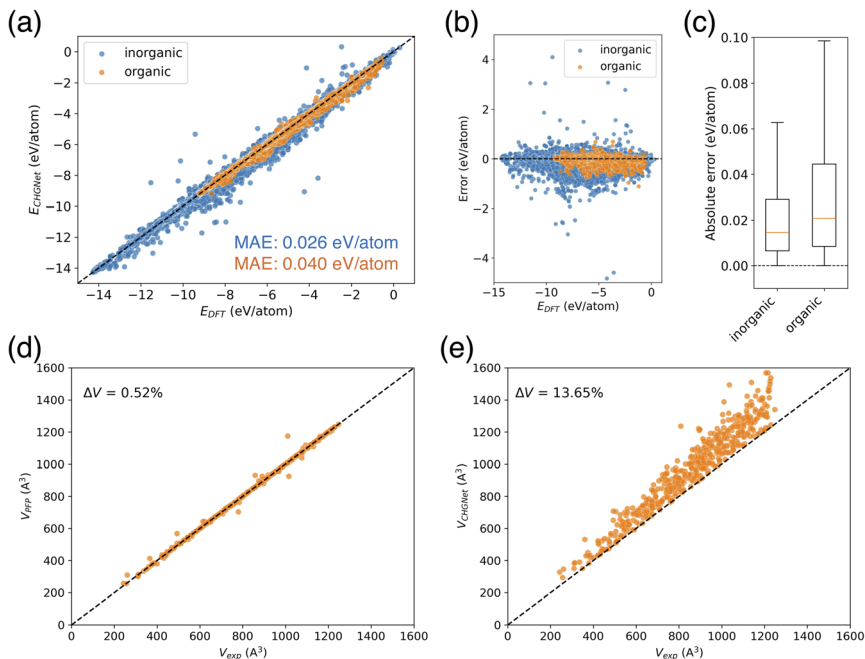 (a)
inorganic
organic
E_CHGNet (eV/atom)
0
−2
−4
−6
−8
−10
−12
−14
MAE: 0.026 eV/atom
MAE: 0.040 eV/atom
−14 −12 −10 −8 −6 −4 −2 0
E_DFT (eV/atom)
(b)
inorganic
organic
Error (eV/atom)
4
2
0
−2
−4
−15 −10 −5 0
E_DFT (eV/atom)
(c)
Absolute error (eV/atom)
0.10
0.08
0.06
0.04
0.02
0.00
inorganic
organic
(d)
ΔV = 0.52%
V_PFP (A³)
1600
1400
1200
1000
800
600
400
200
0
0 200 400 600 800 1000 1200 1400 1600
V_exp (A³)
(e)
ΔV = 13.65%
V_CHGNet (A³)
1600
1400
1200
1000
800
600
400
200
0
0 200 400 600 800 1000 1200 1400 1600
V_exp (A³)